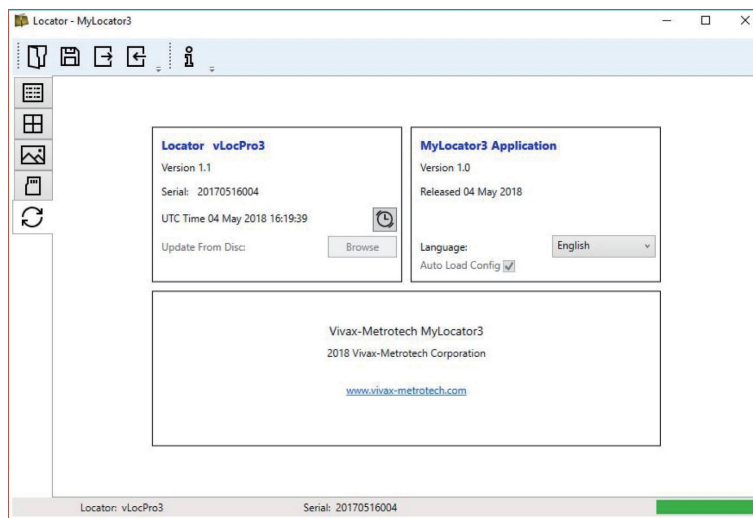 Locator - MyLocator3
Locator vLocPro3
Version 1.1
Serial: 20170516004
UTC Time 04 May 2018 16:19:39
Update From Disc:
Browse
MyLocator3 Application
Version 1.0
Released 04 May 2018
Language:
English
Auto Load Config
Vivax-Metrotech MyLocator3
2018 Vivax-Metrotech Corporation
www.vivax-metrotech.com
Locator: vLocPro3
Serial: 20170516004